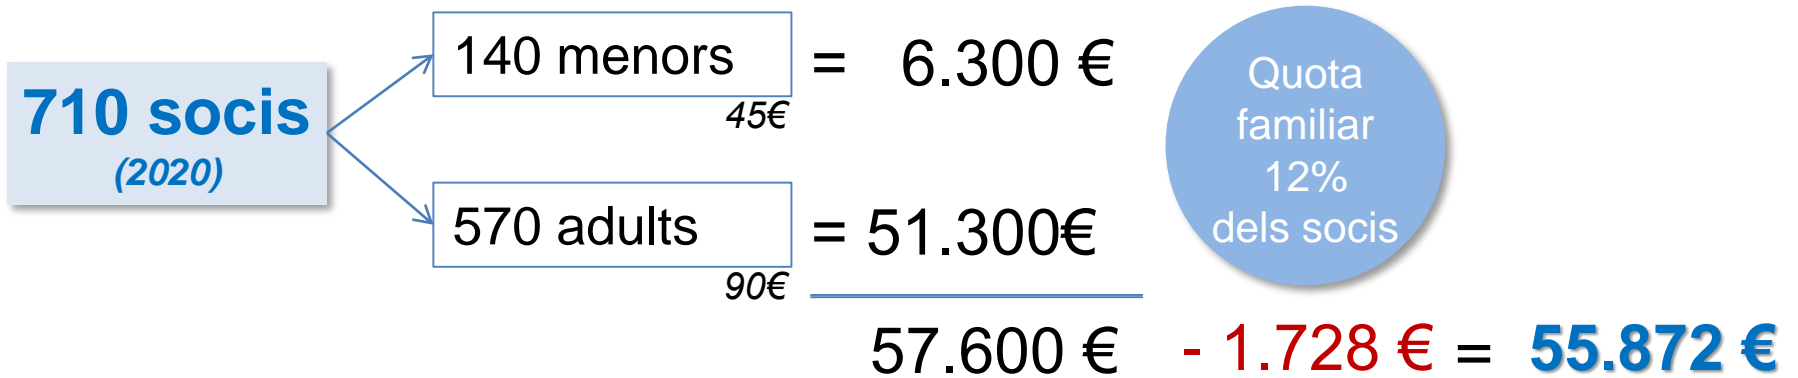 710 socis
(2020)
140 menors
45€
= 6.300 €
570 adults
90€
= 51.300€
Quota
familiar
12%
dels socis
57.600 € - 1.728 € = 55.872 €